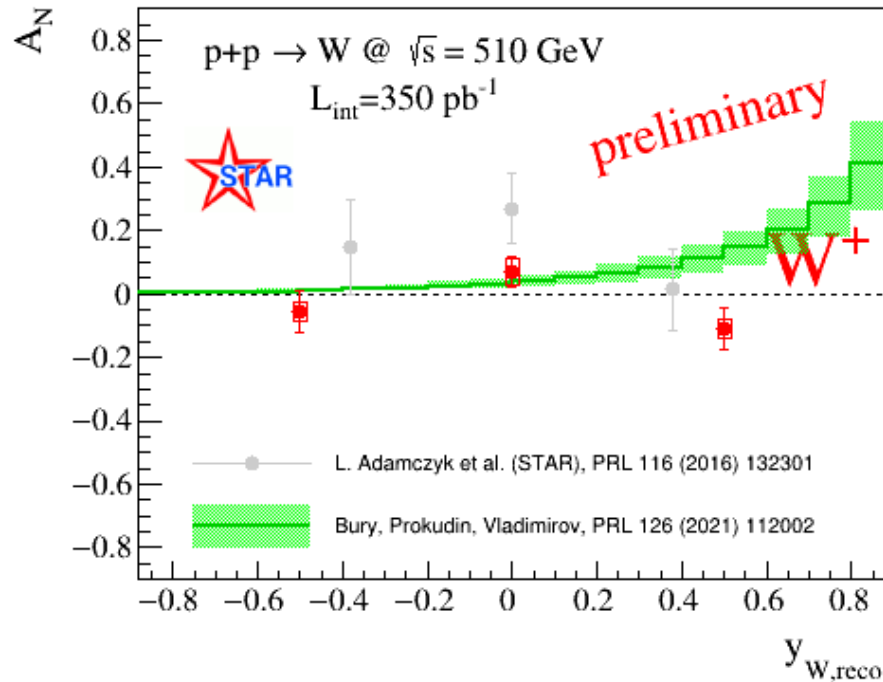 A_N
p+p → W @ √s = 510 GeV
L_int=350 pb⁻¹
preliminary
STAR
W⁺
0.8
0.6
0.4
0.2
0
−0.2
−0.4
−0.6
−0.8
L. Adamczyk et al. (STAR), PRL 116 (2016) 132301
Bury, Prokudin, Vladimirov, PRL 126 (2021) 112002
−0.8 −0.6 −0.4 −0.2 0 0.2 0.4 0.6 0.8
y_W,reco